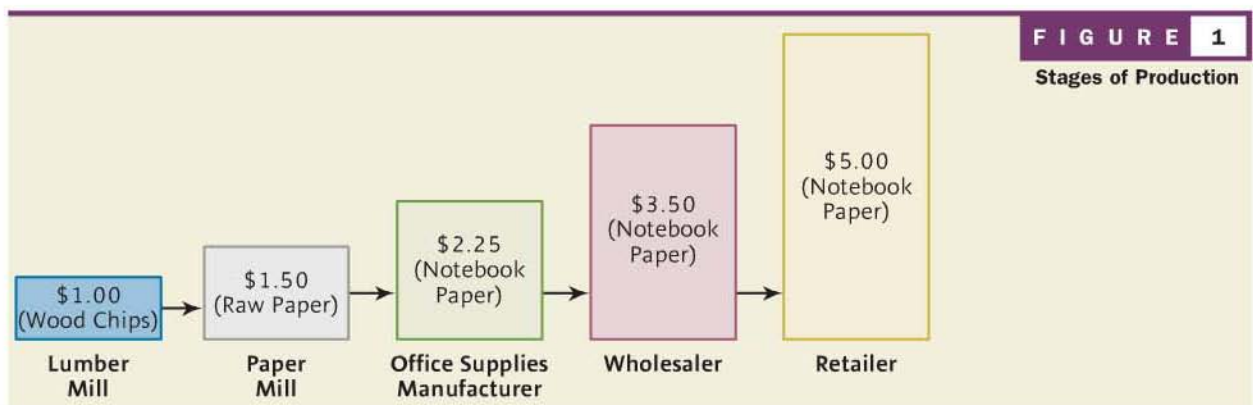 FIGURE 1
Stages of Production
$1.00
(Wood Chips)
$1.50
(Raw Paper)
$2.25
(Notebook
Paper)
$3.50
(Notebook
Paper)
$5.00
(Notebook
Paper)
Lumber
Mill
Paper
Mill
Office Supplies
Manufacturer
Wholesaler
Retailer